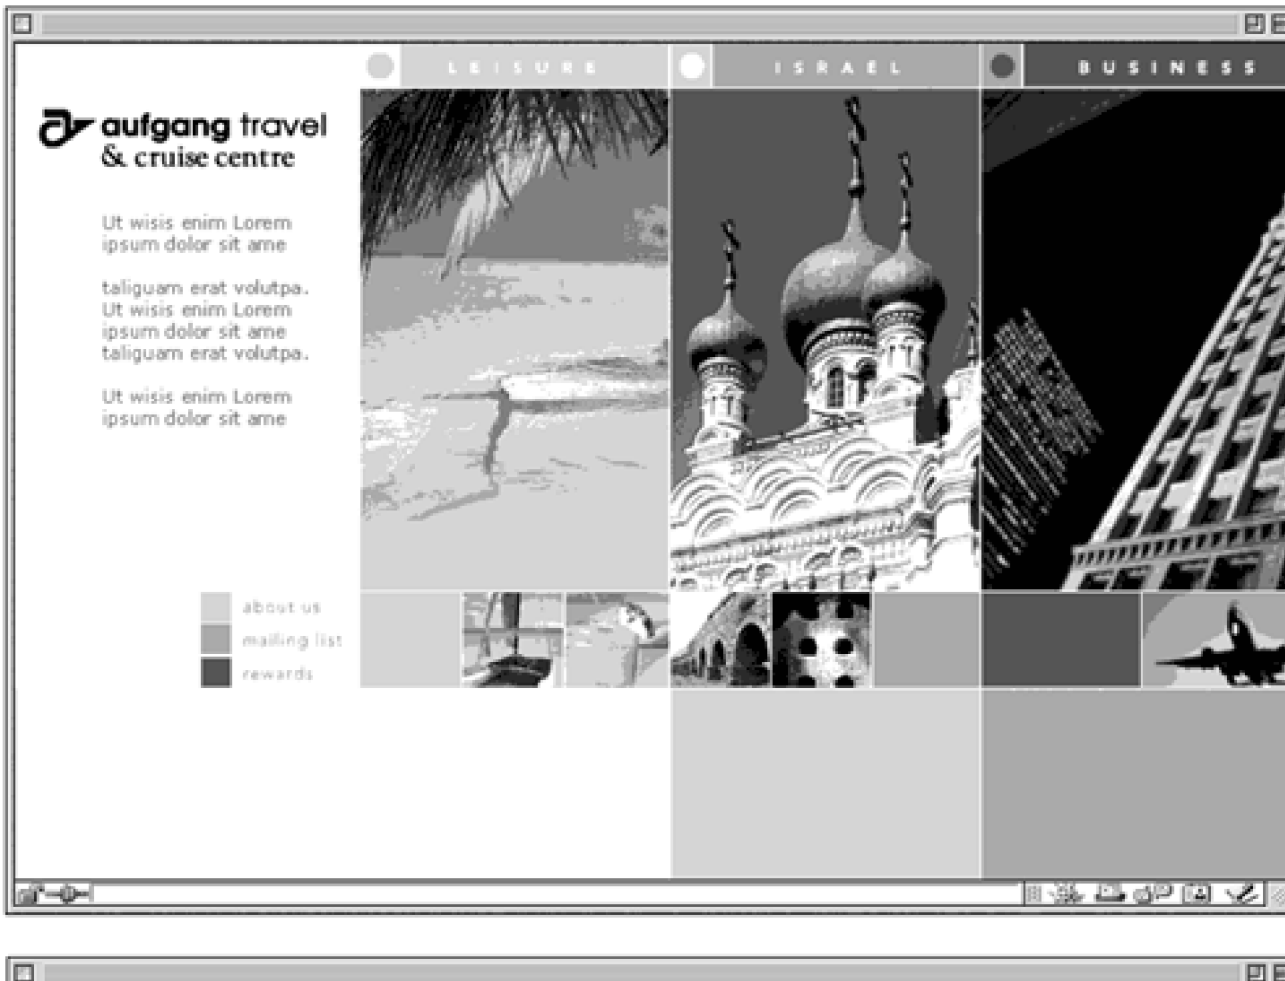 LEISURE
ISRAEL
BUSINESS
aufgang travel
& cruise centre
Ut wisis enim Lorem
ipsum dolor sit ame
taliguam erat volutpa.
Ut wisis enim Lorem
ipsum dolor sit ame
taliguam erat volutpa.
Ut wisis enim Lorem
ipsum dolor sit ame
about us
mailing list
rewards